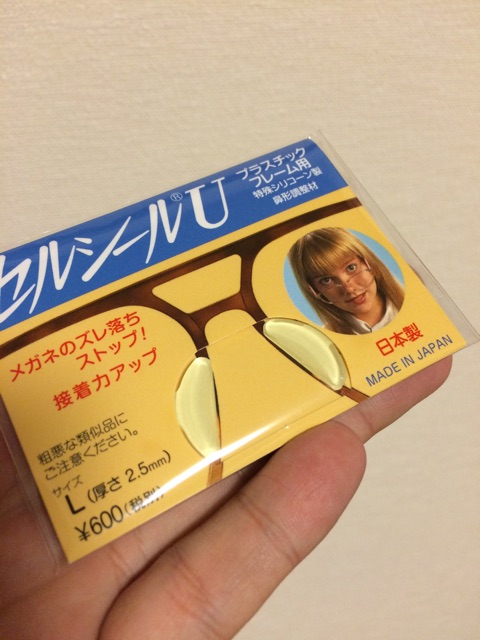 セルシール®U
プラスチック
フレーム用
特殊シリコーン製
鼻形調整材
メガネのズレ落ち
ストップ!
接着力アップ
日本製
MADE IN JAPAN
粗悪な類似品に
ご注意ください。
サイズ
L(厚さ2.5mm)
¥600(税別)